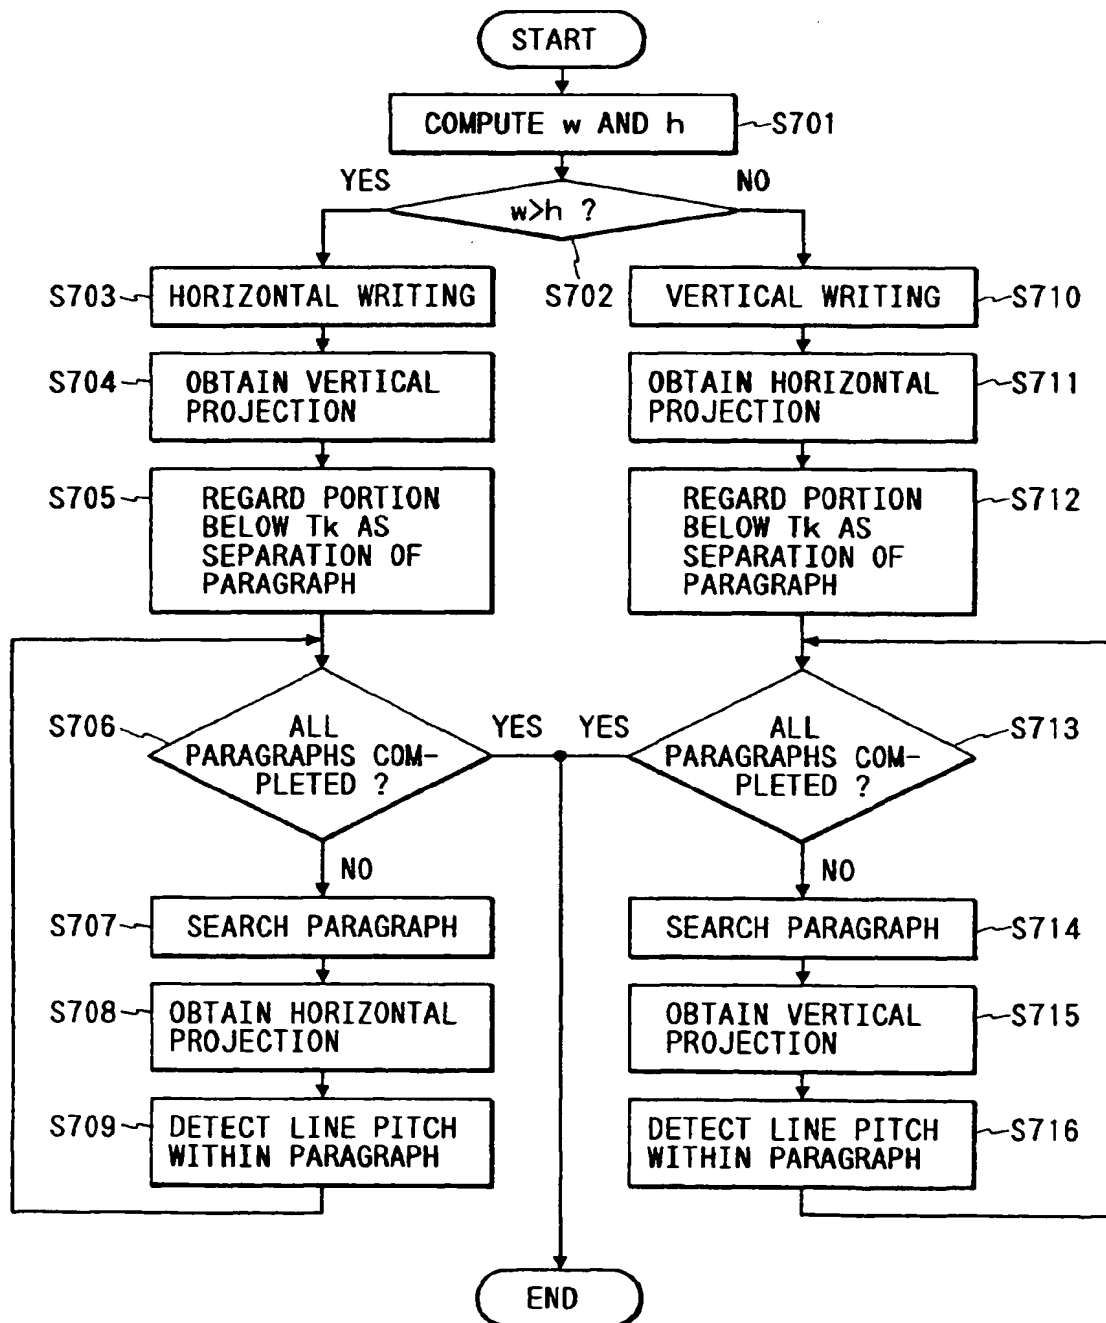 START
COMPUTE w AND h
S701
YES
NO
w>h ?
S702
S703
HORIZONTAL WRITING
VERTICAL WRITING
S710
S704
OBTAIN VERTICAL
PROJECTION
OBTAIN HORIZONTAL
PROJECTION
S711
S705
REGARD PORTION
BELOW Tk AS
SEPARATION OF
PARAGRAPH
REGARD PORTION
BELOW Tk AS
SEPARATION OF
PARAGRAPH
S712
S706
ALL
PARAGRAPHS COM-
PLETED ?
YES
YES
ALL
PARAGRAPHS COM-
PLETED ?
S713
NO
NO
S707
SEARCH PARAGRAPH
SEARCH PARAGRAPH
S714
S708
OBTAIN HORIZONTAL
PROJECTION
OBTAIN VERTICAL
PROJECTION
S715
S709
DETECT LINE PITCH
WITHIN PARAGRAPH
DETECT LINE PITCH
WITHIN PARAGRAPH
S716
END